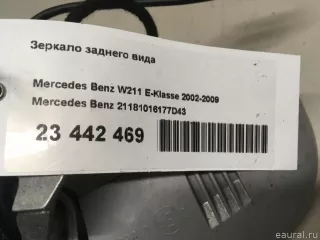 Зеркало заднего вида
Mercedes Benz W211 E-Klasse 2002-2009
Mercedes Benz 21181016177D43
23 442 469
eaural.ru